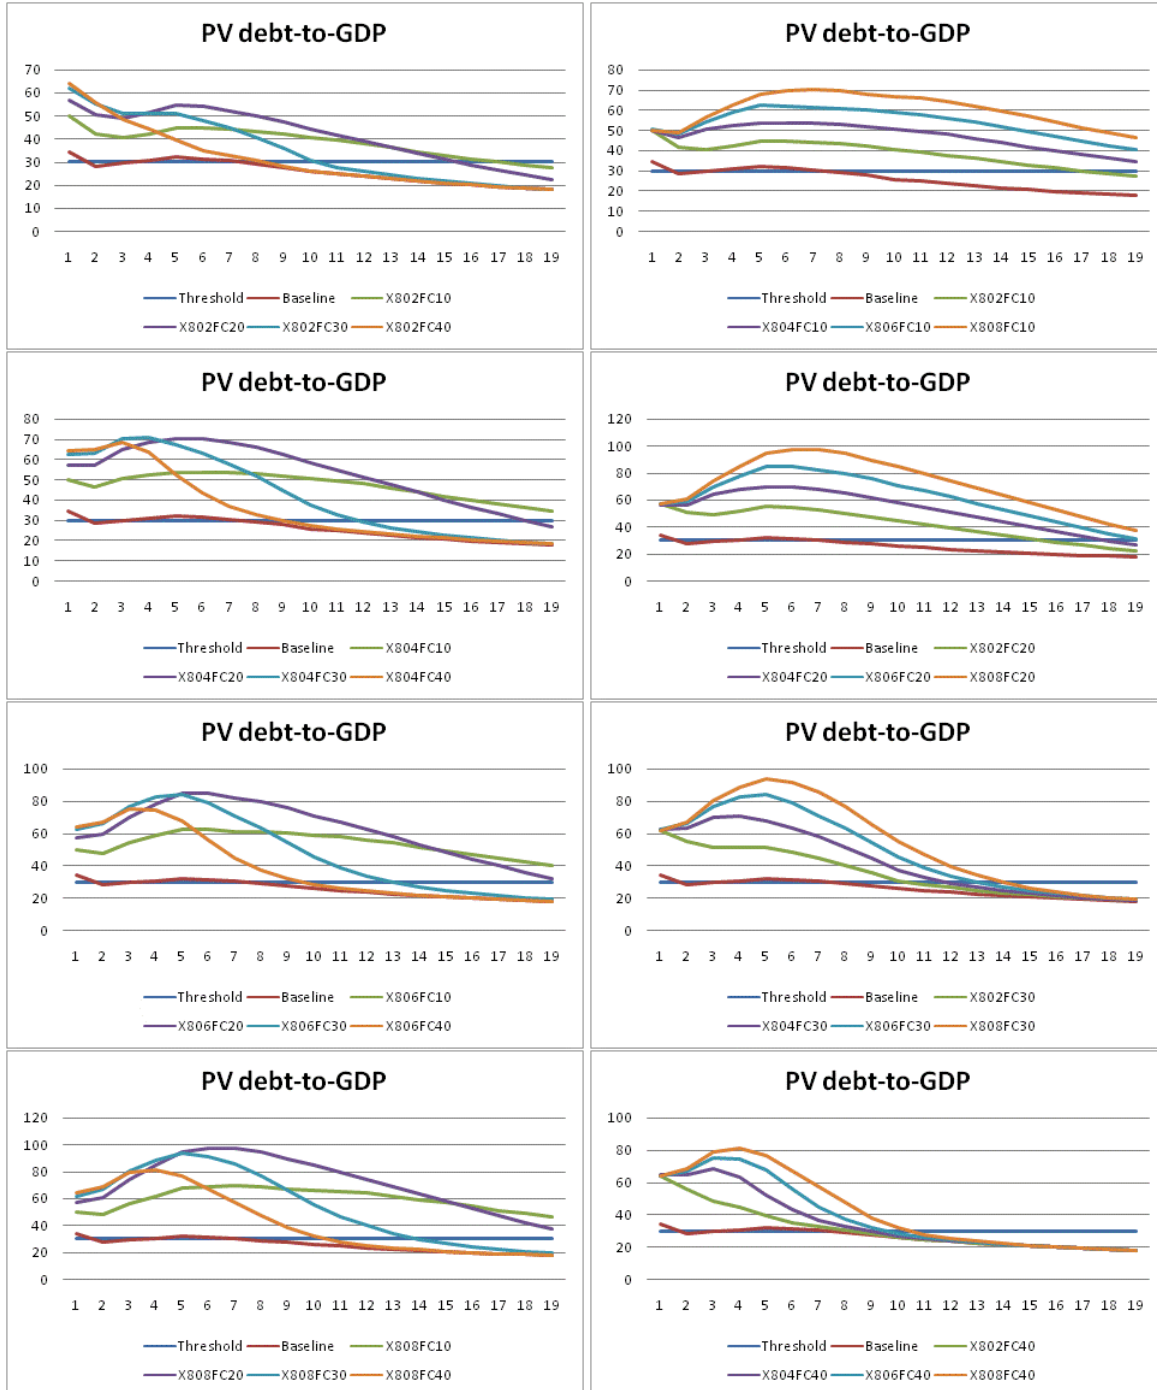 PV debt-to-GDP
70
60
50
40
30
20
10
0
1 2 3 4 5 6 7 8 9 10 11 12 13 14 15 16 17 18 19
Threshold Baseline X802FC10
X802FC20 X802FC30 X802FC40
PV debt-to-GDP
80
70
60
50
40
30
20
10
0
1 2 3 4 5 6 7 8 9 10 11 12 13 14 15 16 17 18 19
Threshold Baseline X802FC10
X804FC10 X806FC10 X808FC10
PV debt-to-GDP
80
70
60
50
40
30
20
10
0
1 2 3 4 5 6 7 8 9 10 11 12 13 14 15 16 17 18 19
Threshold Baseline X804FC10
X804FC20 X804FC30 X804FC40
PV debt-to-GDP
120
100
80
60
40
20
0
1 2 3 4 5 6 7 8 9 10 11 12 13 14 15 16 17 18 19
Threshold Baseline X802FC20
X804FC20 X806FC20 X808FC20
PV debt-to-GDP
100
80
60
40
20
0
1 2 3 4 5 6 7 8 9 10 11 12 13 14 15 16 17 18 19
Threshold Baseline X806FC10
X806FC20 X806FC30 X806FC40
PV debt-to-GDP
100
80
60
40
20
0
1 2 3 4 5 6 7 8 9 10 11 12 13 14 15 16 17 18 19
Threshold Baseline X802FC30
X804FC30 X806FC30 X808FC30
PV debt-to-GDP
120
100
80
60
40
20
0
1 2 3 4 5 6 7 8 9 10 11 12 13 14 15 16 17 18 19
Threshold Baseline X808FC10
X808FC20 X808FC30 X808FC40
PV debt-to-GDP
100
80
60
40
20
0
1 2 3 4 5 6 7 8 9 10 11 12 13 14 15 16 17 18 19
Threshold Baseline X802FC40
X804FC40 X806FC40 X808FC40